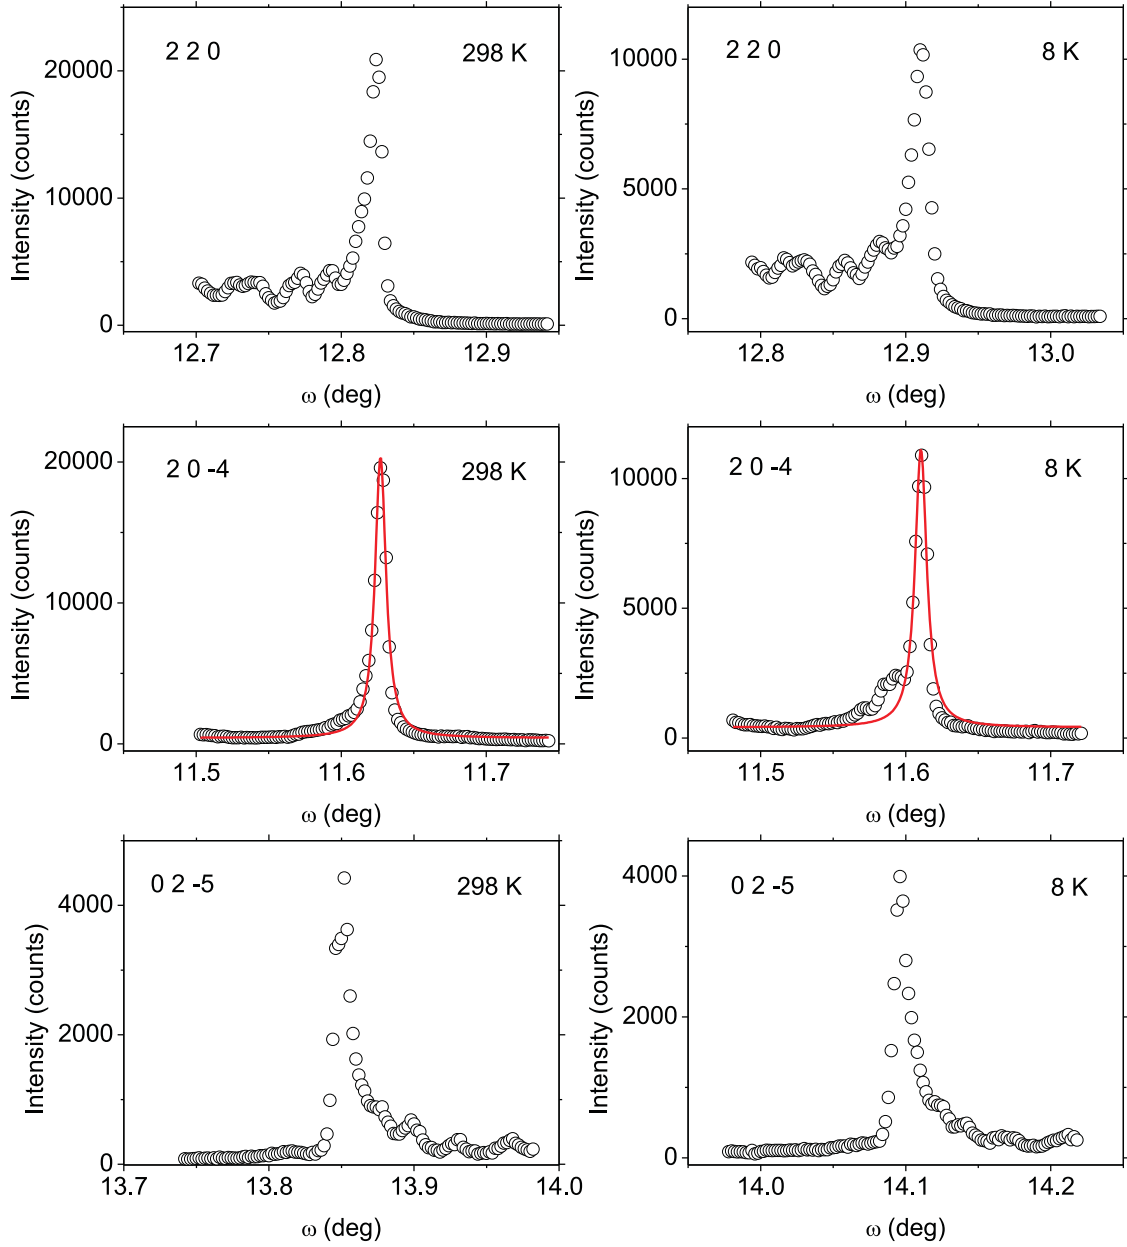 2 2 0
298 K
20000
10000
0
Intensity (counts)
12.7
12.8
12.9
ω (deg)
2 2 0
8 K
10000
5000
0
Intensity (counts)
12.8
12.9
13.0
ω (deg)
2 0 -4
298 K
20000
10000
0
Intensity (counts)
11.5
11.6
11.7
ω (deg)
2 0 -4
8 K
10000
5000
0
Intensity (counts)
11.5
11.6
11.7
ω (deg)
0 2 -5
298 K
4000
2000
0
Intensity (counts)
13.7
13.8
13.9
14.0
ω (deg)
0 2 -5
8 K
4000
2000
0
Intensity (counts)
14.0
14.1
14.2
ω (deg)